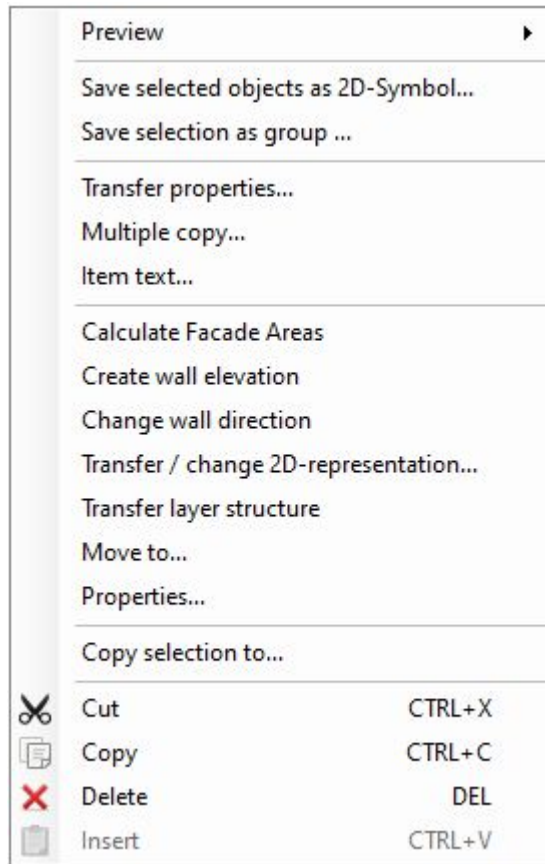 Preview
Save selected objects as 2D-Symbol...
Save selection as group ...
Transfer properties...
Multiple copy...
Item text...
Calculate Facade Areas
Create wall elevation
Change wall direction
Transfer / change 2D-representation...
Transfer layer structure
Move to...
Properties...
Copy selection to...
Cut CTRL+X
Copy CTRL+C
Delete DEL
Insert CTRL+V